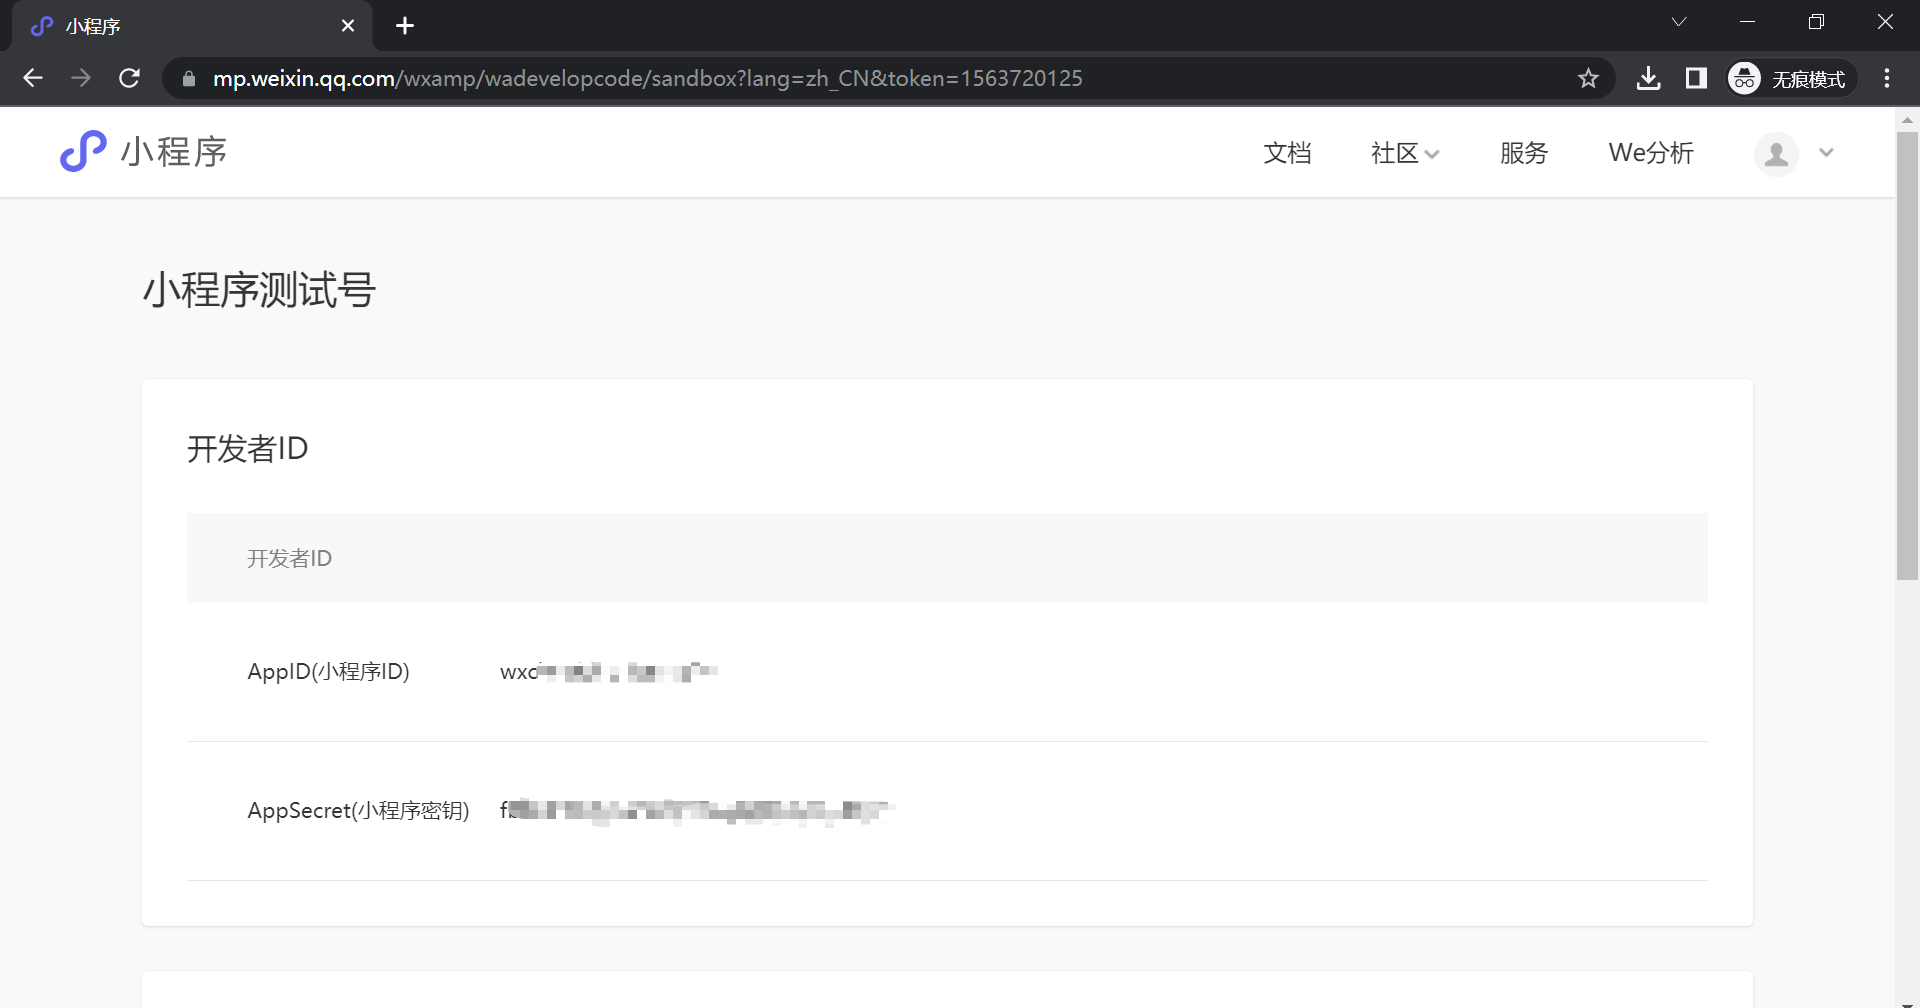 小程序
mp.weixin.qq.com/wxamp/wadevelopcode/sandbox?lang=zh_CN&token=1563720125
无痕模式
小程序
文档
社区
服务
We分析
小程序测试号
开发者ID
开发者ID
AppID(小程序ID)
AppSecret(小程序密钥)